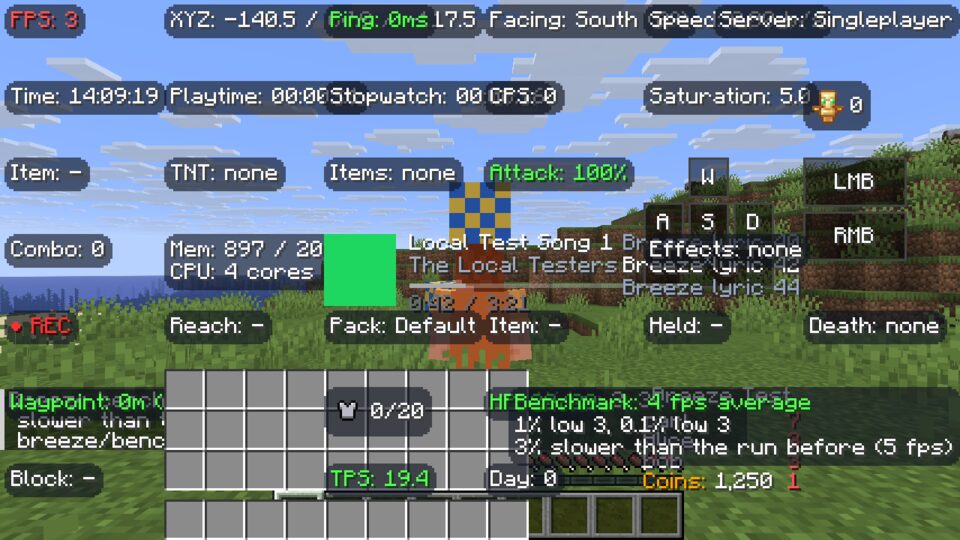 FPS: 3
XYZ: -140.5 /
Ping: 0ms
17.5
Facing: South
Speed
Server: Singleplayer
Time: 14:09:19
Playtime: 00:00
Stopwatch: 00
CPS: 0
Saturation: 5.0
0
Item: -
TNT: none
Items: none
Attack: 100%
W
LMB
A
S
D
RMB
Combo: 0
Mem: 897 / 20
CPU: 4 cores
Local Test Song 1
The Local Testers
0:42 / 3:21
Effects: none
Breeze lyric 42
Breeze lyric 44
• REC
Reach: -
Pack: Default
Item: -
Held: -
Death: none
Waypoint: 0m
slower than
breeze/benc
0/20
Benchmark: 4 fps average
1% low 3, 0.1% low 3
3% slower than the run before (5 fps)
Block: -
TPS: 19.4
Day: 0
Coins: 1,250
1